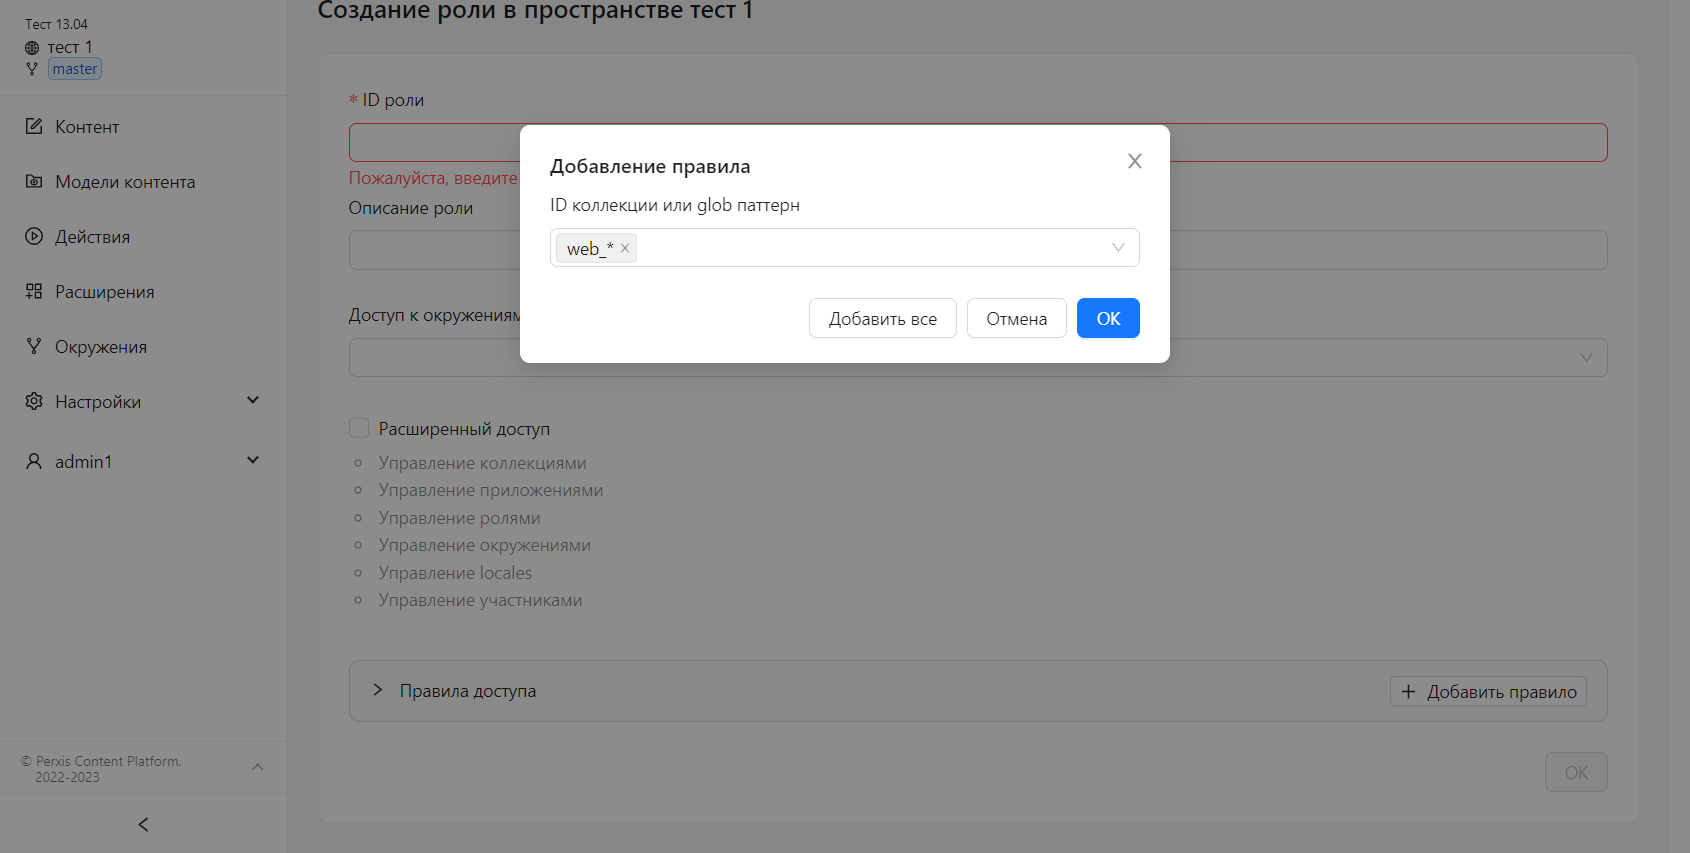 Тест 13.04
тест 1
master
Контент
Модели контента
Действия
Расширения
Окружения
Настройки
admin1
© Perxis Content Platform,
2022-2023
Создание роли в пространстве тест 1
* ID роли
Пожалуйста, введите
Описание роли
Доступ к окружениям
Добавление правила
ID коллекции или glob паттерн
web_*
Добавить все
Отмена
ОК
Расширенный доступ
Управление коллекциями
Управление приложениями
Управление ролями
Управление окружениями
Управление locales
Управление участниками
Правила доступа
Добавить правило
ОК